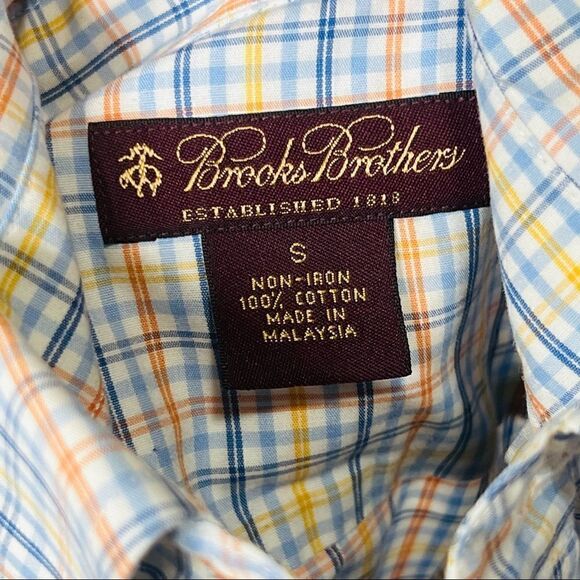 Brooks Brothers
ESTABLISHED 1818
S
NON-IRON
100% COTTON
MADE IN
MALAYSIA